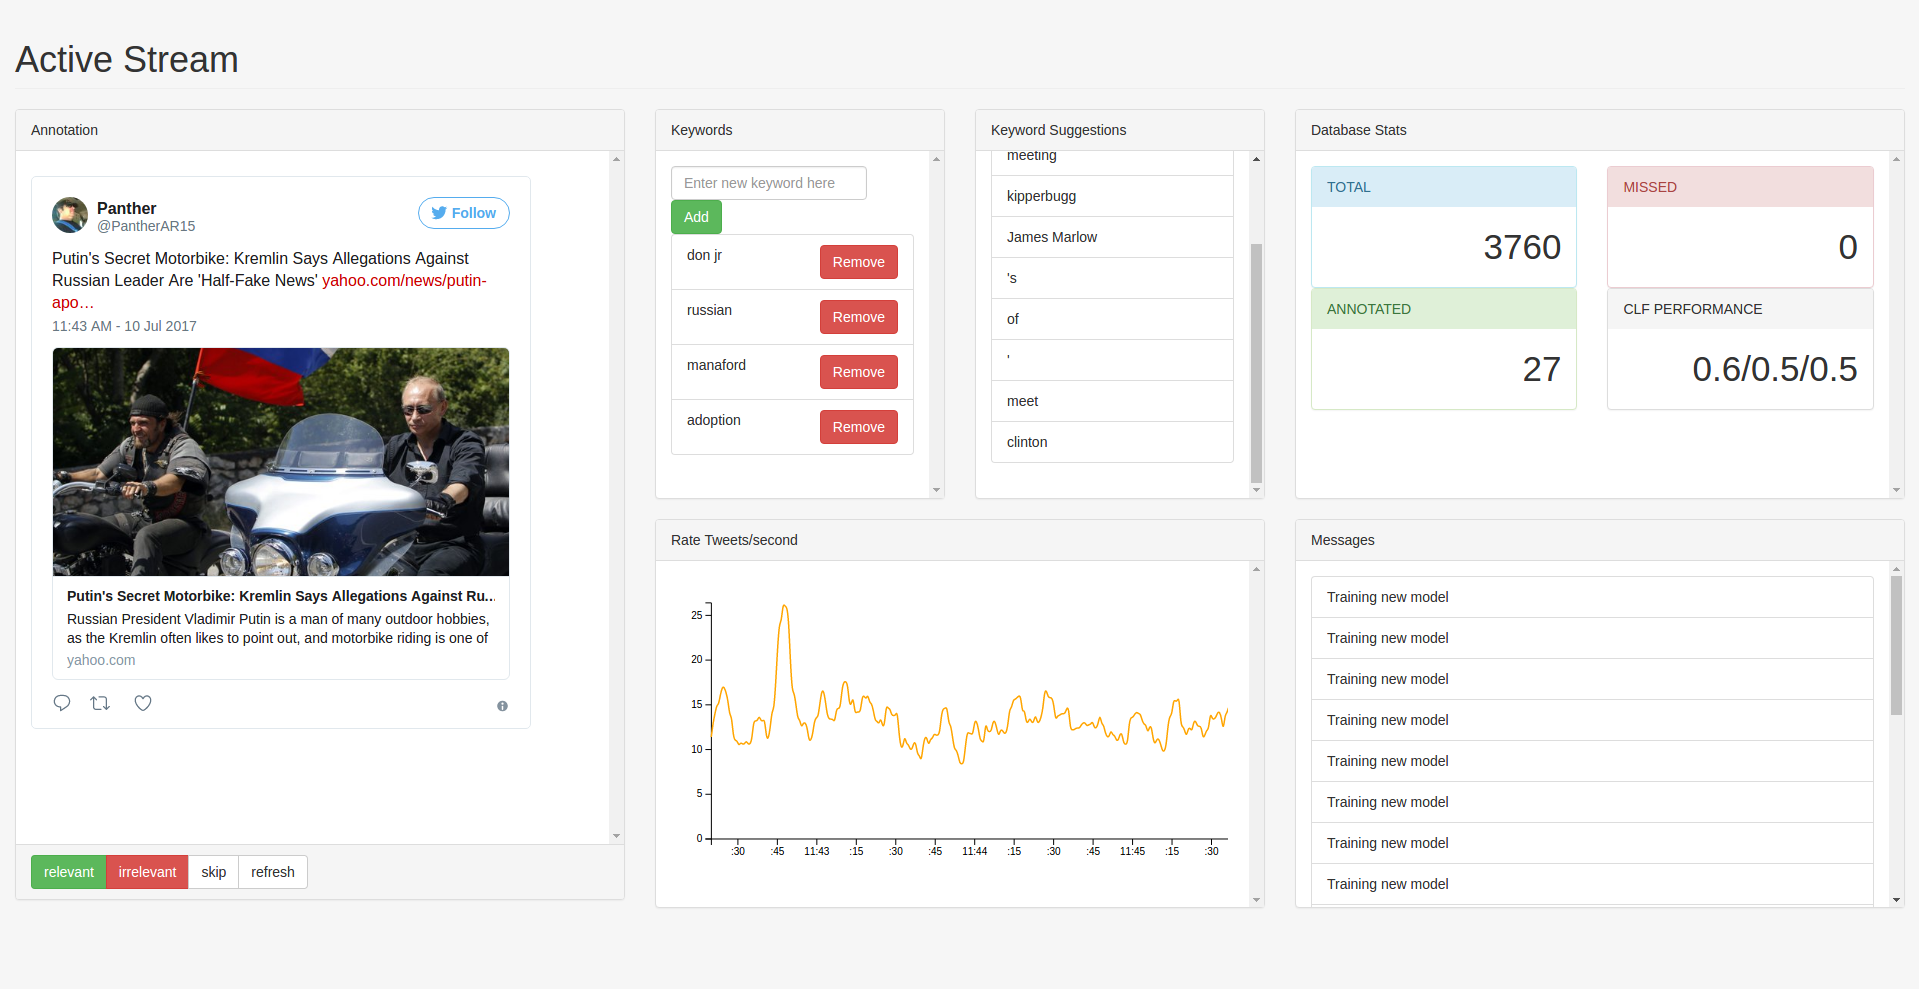 Active Stream
Annotation
Panther
@PantherAR15
Follow
Putin's Secret Motorbike: Kremlin Says Allegations Against
Russian Leader Are 'Half-Fake News' yahoo.com/news/putin-
apo…
11:43 AM - 10 Jul 2017
Putin's Secret Motorbike: Kremlin Says Allegations Against Ru...
Russian President Vladimir Putin is a man of many outdoor hobbies,
as the Kremlin often likes to point out, and motorbike riding is one of
yahoo.com
relevant
irrelevant
skip
refresh
Keywords
Enter new keyword here
Add
don jr
Remove
russian
Remove
manaford
Remove
adoption
Remove
Keyword Suggestions
meeting
kipperbugg
James Marlow
's
of
'
meet
clinton
Database Stats
TOTAL
3760
MISSED
0
ANNOTATED
27
CLF PERFORMANCE
0.6/0.5/0.5
Rate Tweets/second
25
20
15
10
5
0
:30 :45 11:43 :15 :30 :45 11:44 :15 :30 :45 11:45 :15 :30
Messages
Training new model
Training new model
Training new model
Training new model
Training new model
Training new model
Training new model
Training new model